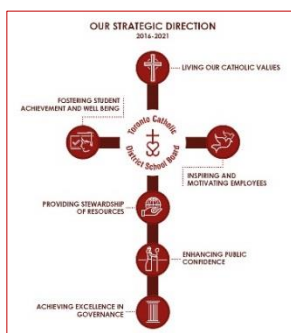 OUR STRATEGIC DIRECTION
2016-2021
LIVING OUR CATHOLIC VALUES
FOSTERING STUDENT
ACHIEVEMENT AND WELL BEING
Toronto Catholic
District School Board
INSPIRING AND
MOTIVATING EMPLOYEES
PROVIDING STEWARDSHIP
OF RESOURCES
ENHANCING PUBLIC
CONFIDENCE
ACHIEVING EXCELLENCE IN
GOVERNANCE